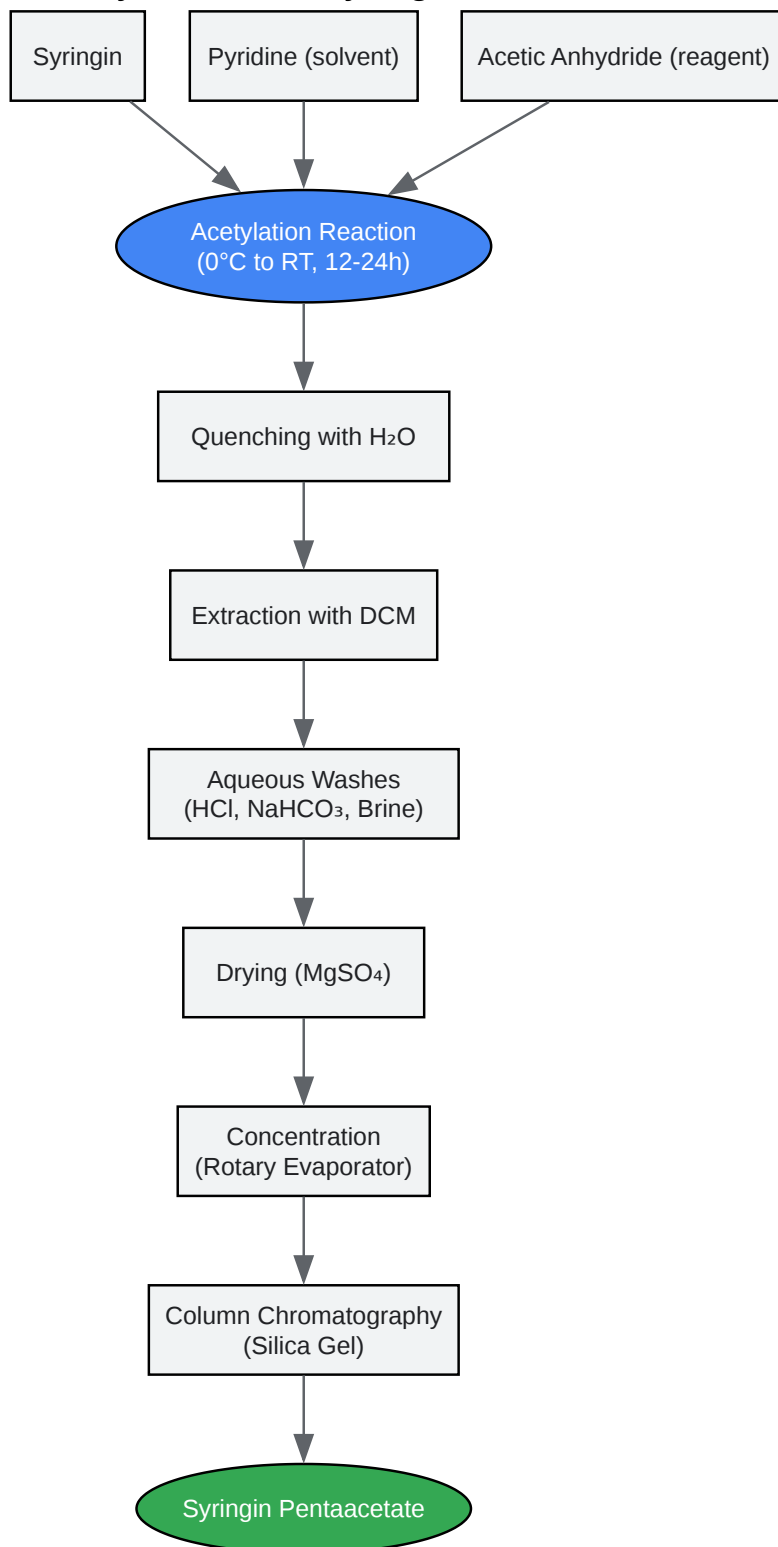 Syringin
Pyridine (solvent)
Acetic Anhydride (reagent)
Acetylation Reaction
(0°C to RT, 12-24h)
Quenching with H₂O
Extraction with DCM
Aqueous Washes
(HCl, NaHCO₃, Brine)
Drying (MgSO₄)
Concentration
(Rotary Evaporator)
Column Chromatography
(Silica Gel)
Syringin Pentaacetate